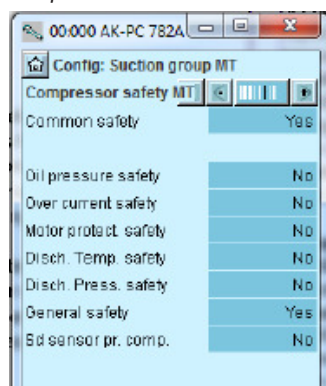 00:000 AK-PC 782A
Config: Suction group MT
Compressor safety MT
Common safety Yes
Oil pressure safety No
Over current safety No
Motor protect. safety No
Disch. Temp. safety No
Disch. Press. safety No
General safety Yes
Sd sensor pr. comp. No